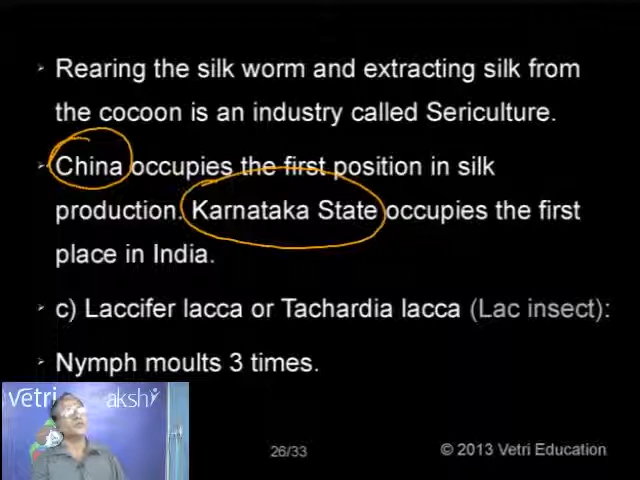 Rearing the silk worm and extracting silk from
the cocoon is an industry called Sericulture.
China occupies the first position in silk
production. Karnataka State occupies the first
place in India.
c) Laccifer lacca or Tachardia lacca (Lac insect):
Nymph moults 3 times.
vetri akshi
26/33
© 2013 Vetri Education